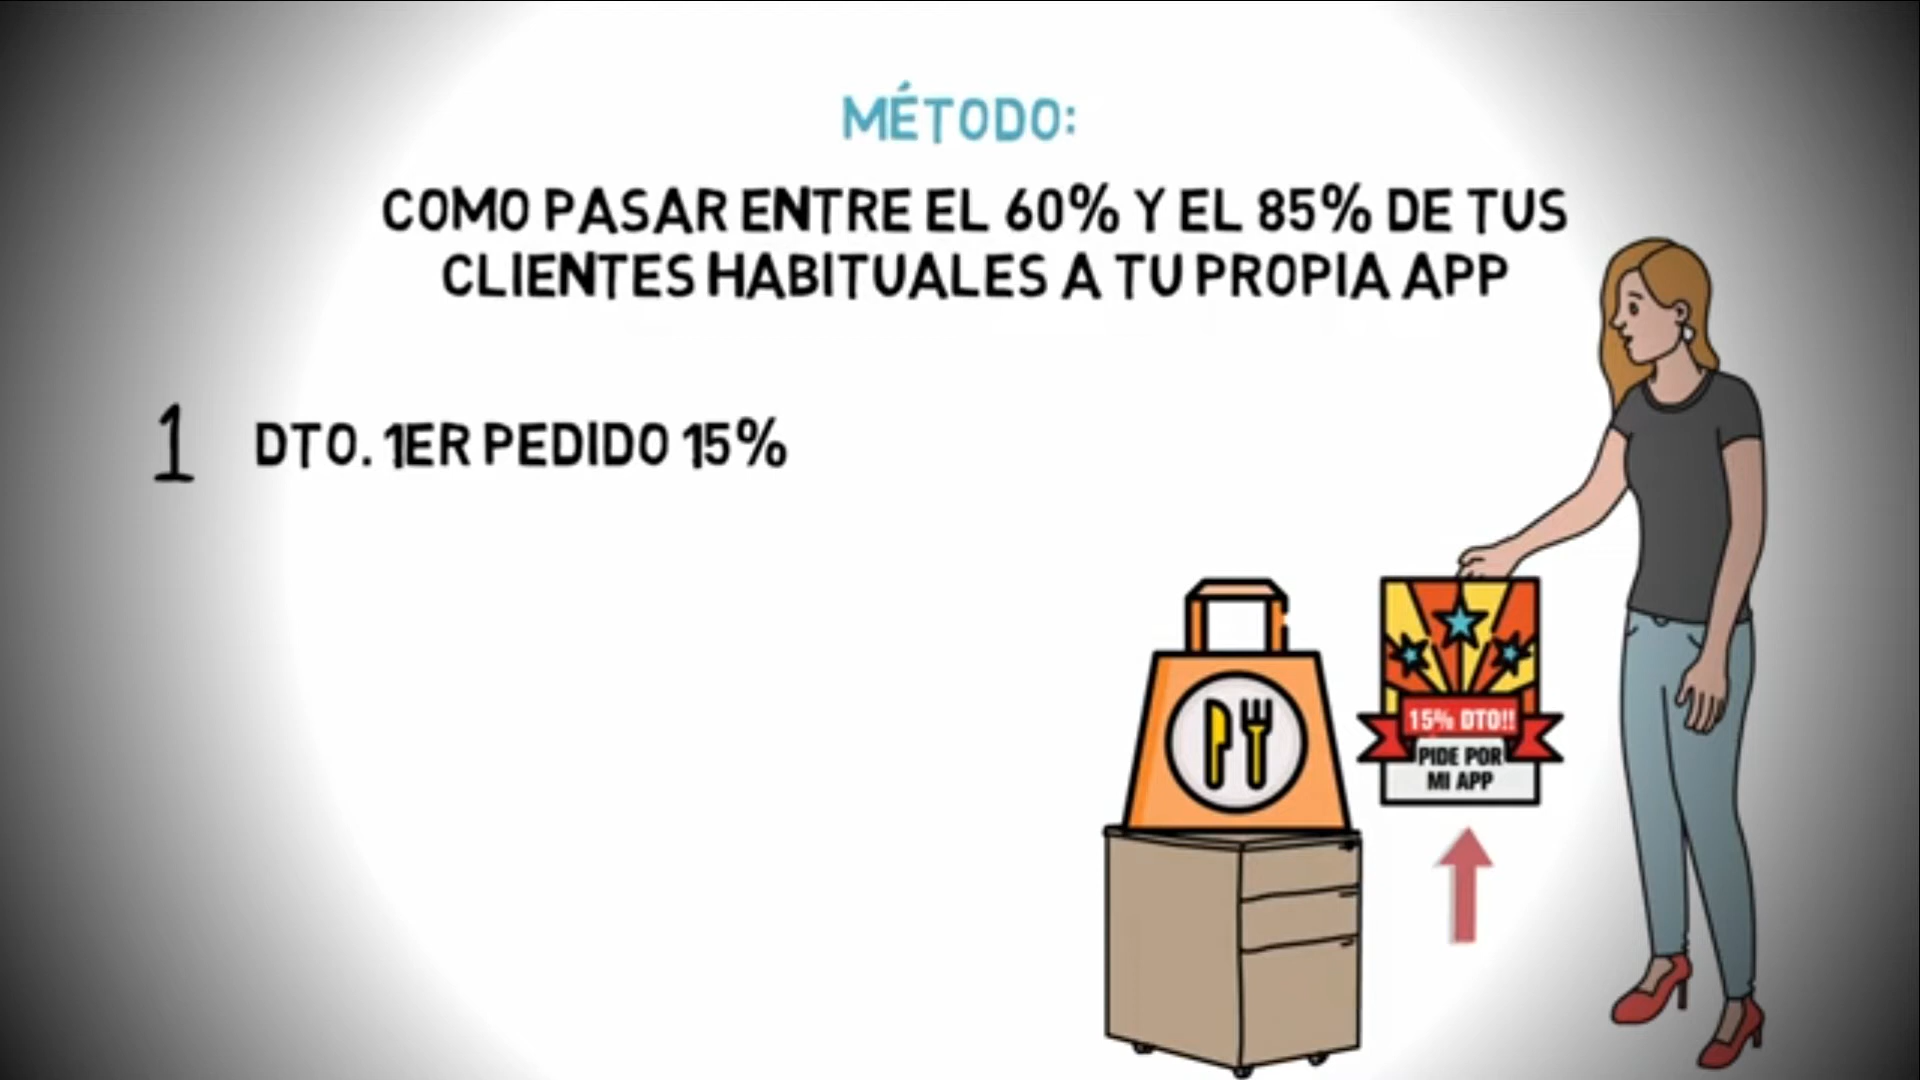 MÉTODO:
COMO PASAR ENTRE EL 60% Y EL 85% DE TUS
CLIENTES HABITUALES A TU PROPIA APP
1 DTO. 1ER PEDIDO 15%
15% DTO!!
PIDE POR
MI APP